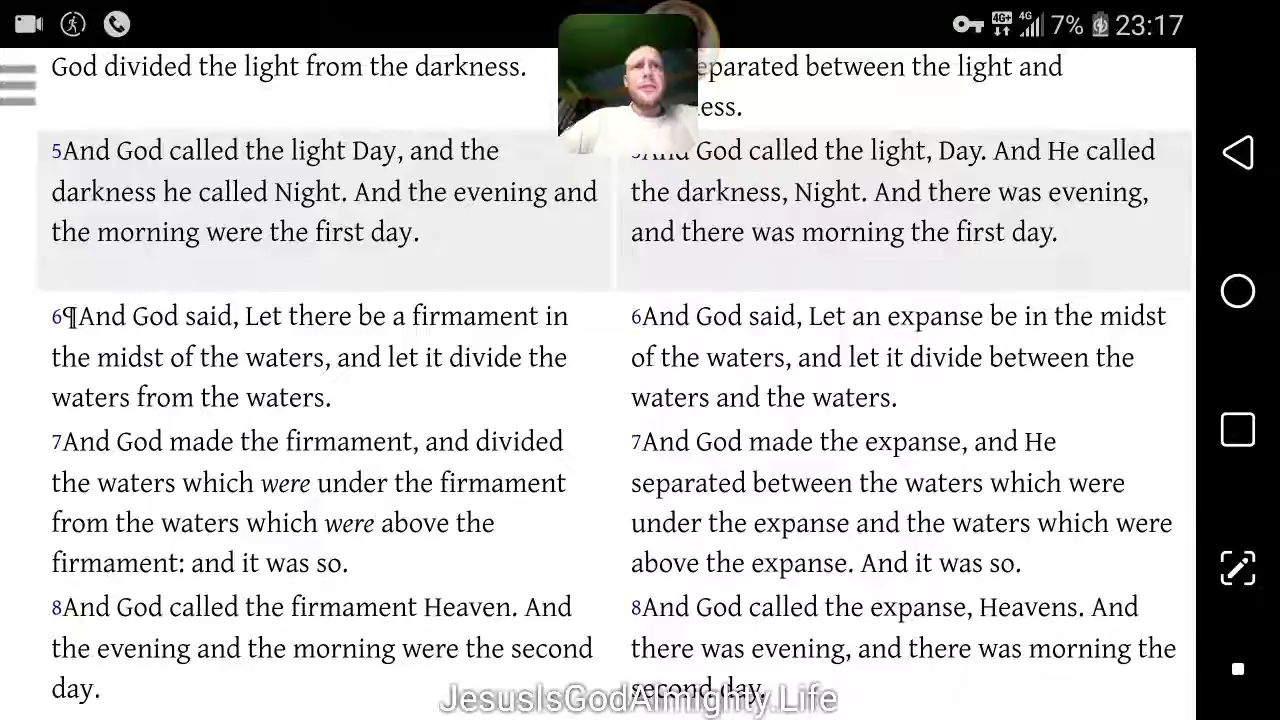 4G+ 4G 7% 23:17
God divided the light from the darkness.
5And God called the light Day, and the
darkness he called Night. And the evening and
the morning were the first day.
6¶And God said, Let there be a firmament in
the midst of the waters, and let it divide the
waters from the waters.
7And God made the firmament, and divided
the waters which were under the firmament
from the waters which were above the
firmament: and it was so.
8And God called the firmament Heaven. And
the evening and the morning were the second
day.
eparated between the light and
ess.
And God called the light, Day. And He called
the darkness, Night. And there was evening,
and there was morning the first day.
6And God said, Let an expanse be in the midst
of the waters, and let it divide between the
waters and the waters.
7And God made the expanse, and He
separated between the waters which were
under the expanse and the waters which were
above the expanse. And it was so.
8And God called the expanse, Heavens. And
there was evening, and there was morning the
second day.
JesusIsGodAlmighty.Life